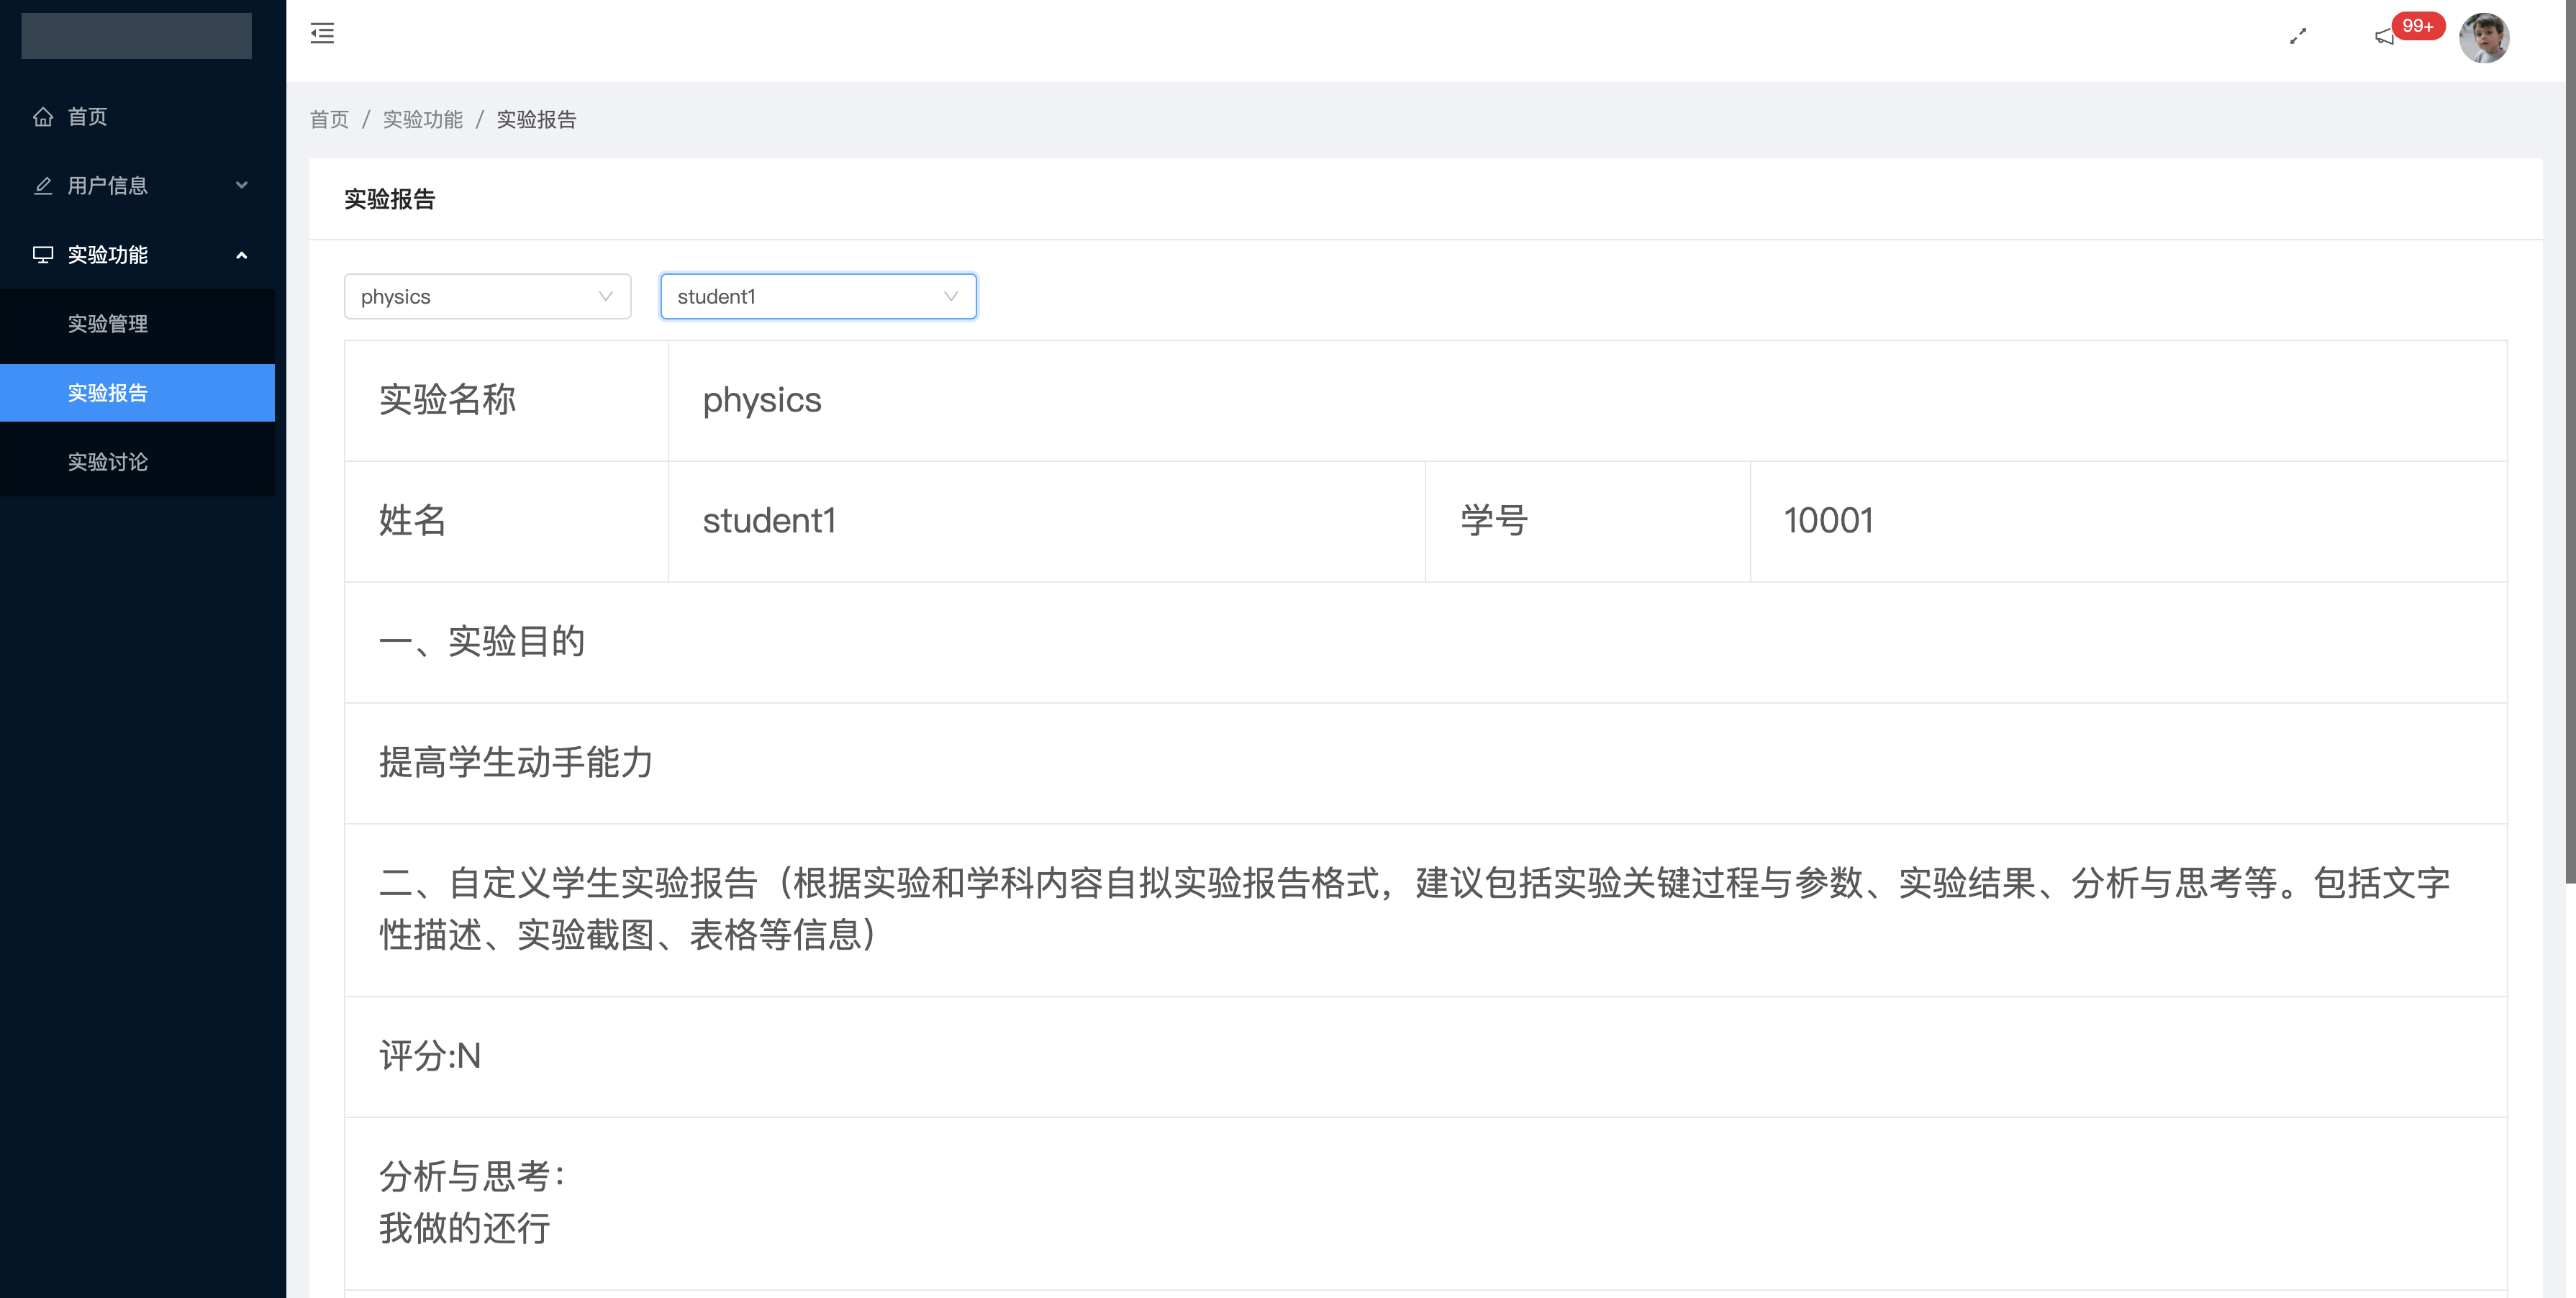 99+
首页
用户信息
实验功能
实验管理
实验报告
实验讨论
首页 / 实验功能 / 实验报告
实验报告
physics student1
实验名称 physics
姓名 student1 学号 10001
一、实验目的
提高学生动手能力
二、自定义学生实验报告（根据实验和学科内容自拟实验报告格式，建议包括实验关键过程与参数、实验结果、分析与思考等。包括文字
性描述、实验截图、表格等信息）
评分:N
分析与思考：
我做的还行